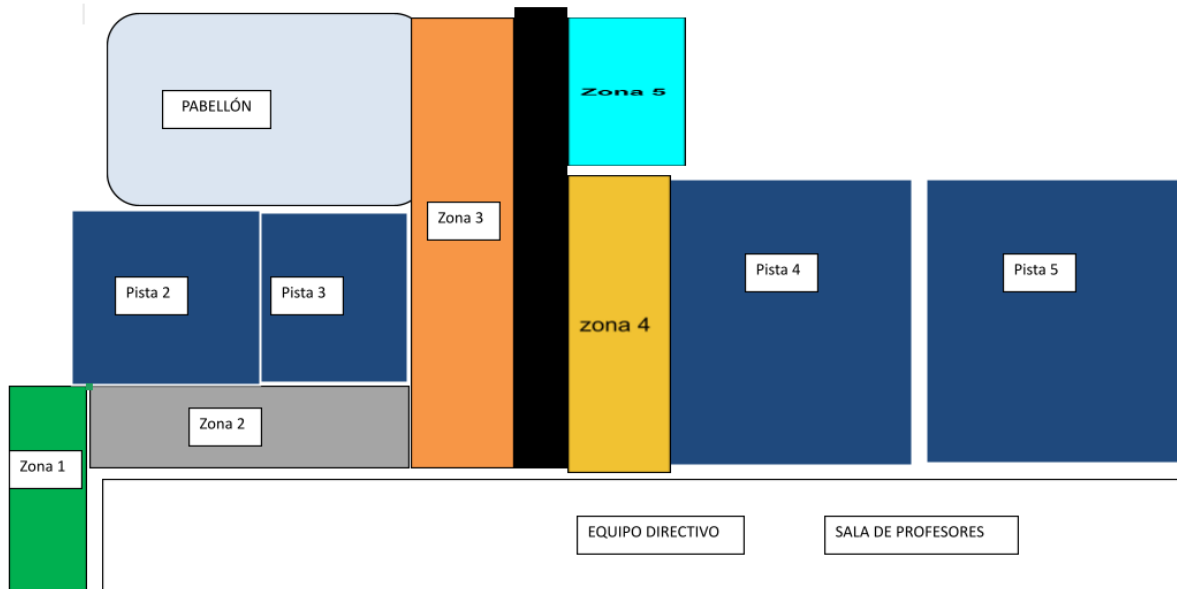 PABELLÓN
Zona 5
Zona 3
Pista 2
Pista 3
Pista 4
Pista 5
zona 4
Zona 2
Zona 1
EQUIPO DIRECTIVO
SALA DE PROFESORES